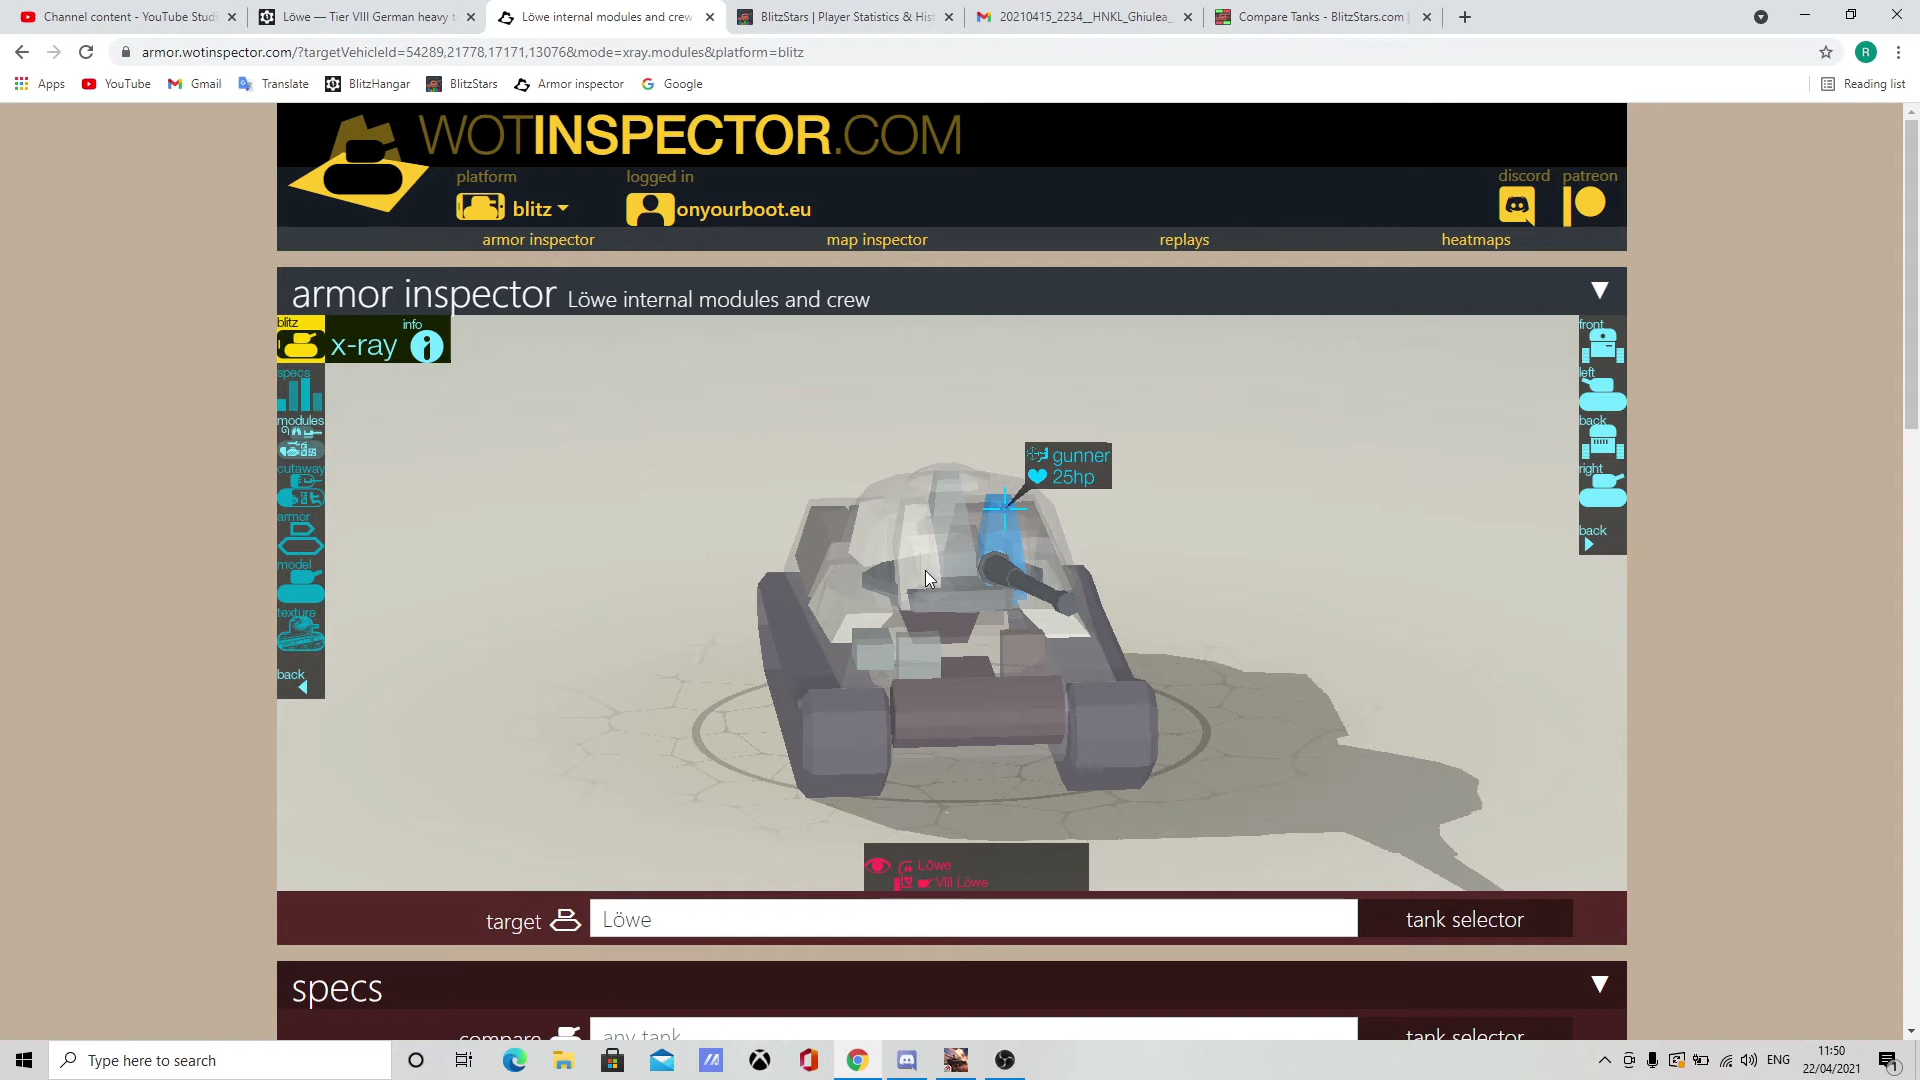 Channel content - YouTube Studi
Löwe — Tier VIII German heavy t
Löwe internal modules and crew
BlitzStars | Player Statistics & His
20210415_2234__HNKL_Ghiulea_
Compare Tanks - BlitzStars.com |
armor.wotinspector.com/?targetVehicleId=54289,21778,17171,13076&mode=xray.modules&platform=blitz
R
Apps
YouTube
Gmail
Translate
BlitzHangar
BlitzStars
Armor inspector
Google
Reading list
WOTINSPECTOR.COM
platform
blitz
logged in
onyourboot.eu
discord
patreon
armor inspector
map inspector
replays
heatmaps
armor inspector Löwe internal modules and crew
blitz
x-ray
info
specs
modules
cutaway
armor
model
texture
back
front
left
back
right
back
gunner
25hp
Löwe
VIII Löwe
target
Löwe
tank selector
specs
compare
any tank
tank selector
Type here to search
ENG
11:50
22/04/2021
1